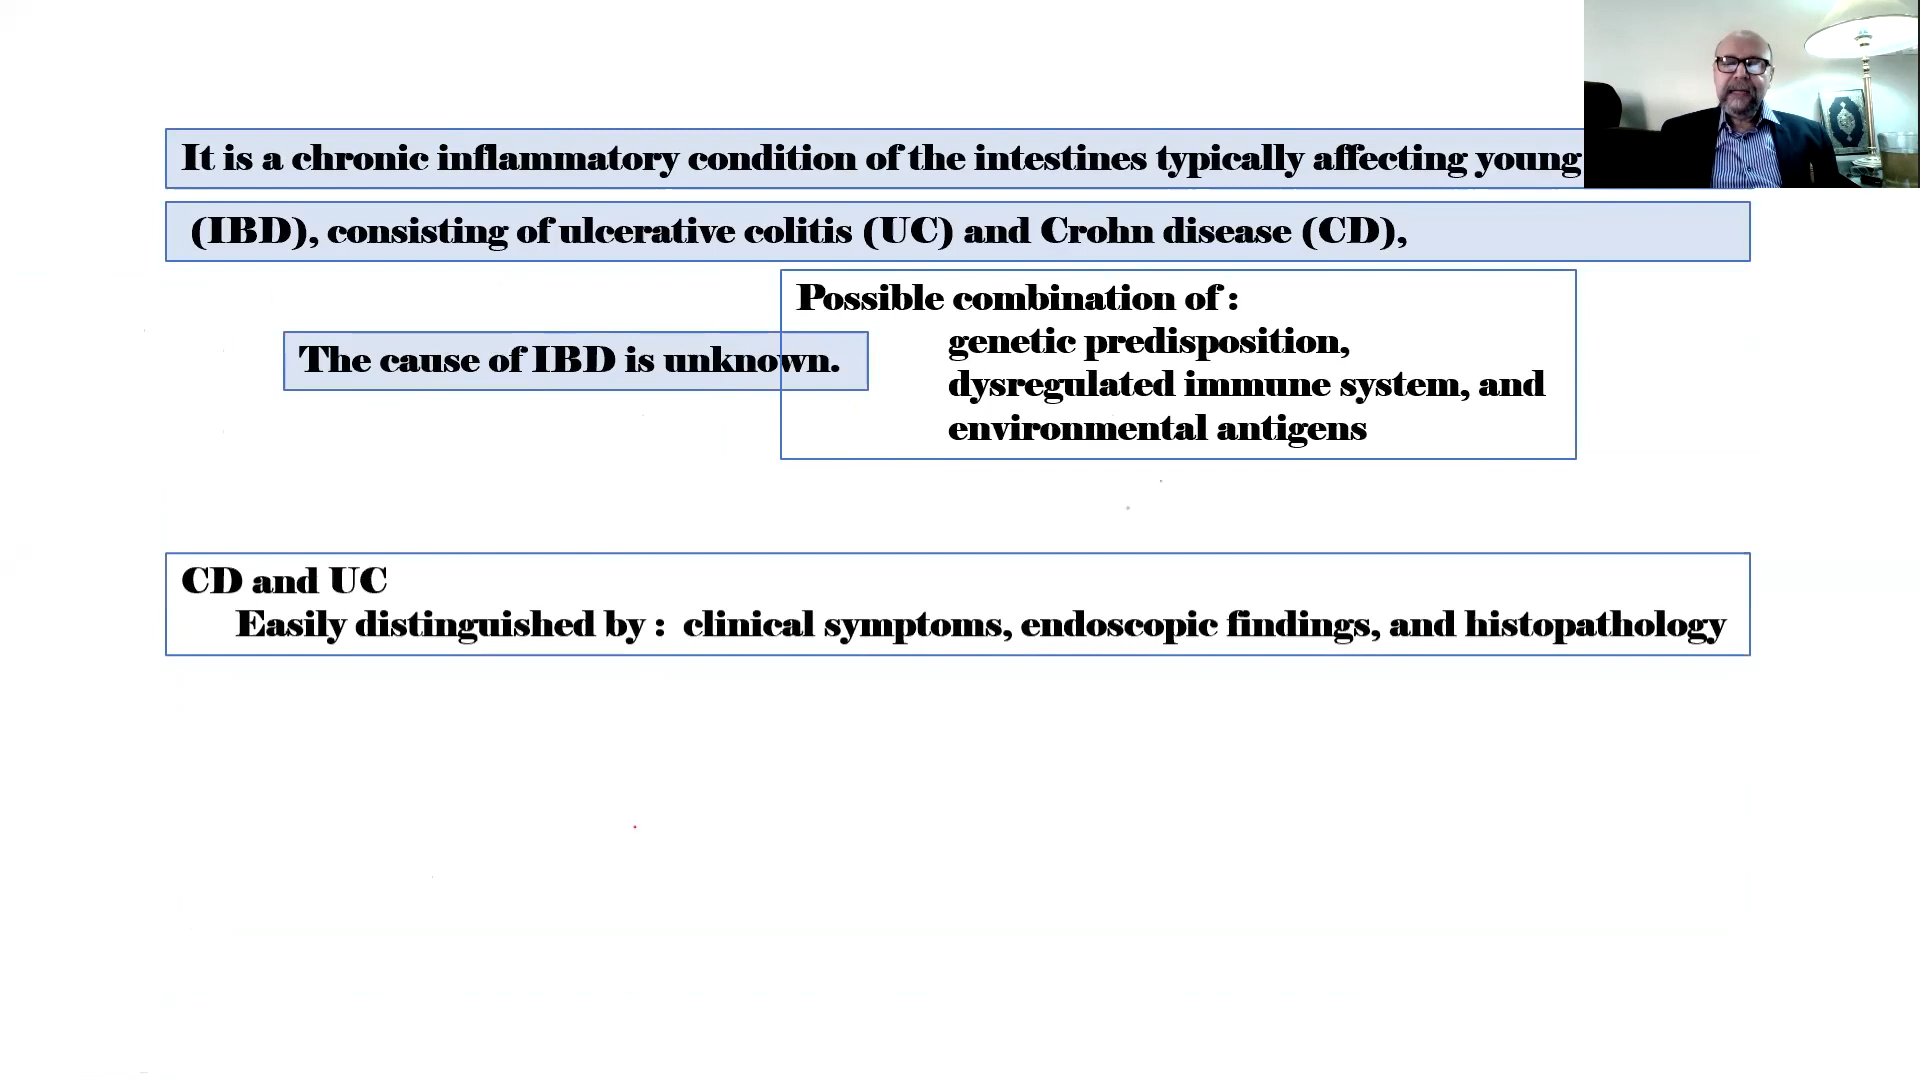 It is a chronic inflammatory condition of the intestines typically affecting young
(IBD), consisting of ulcerative colitis (UC) and Crohn disease (CD),
The cause of IBD is unknown.
Possible combination of :
genetic predisposition,
dysregulated immune system, and
environmental antigens
CD and UC
Easily distinguished by : clinical symptoms, endoscopic findings, and histopathology